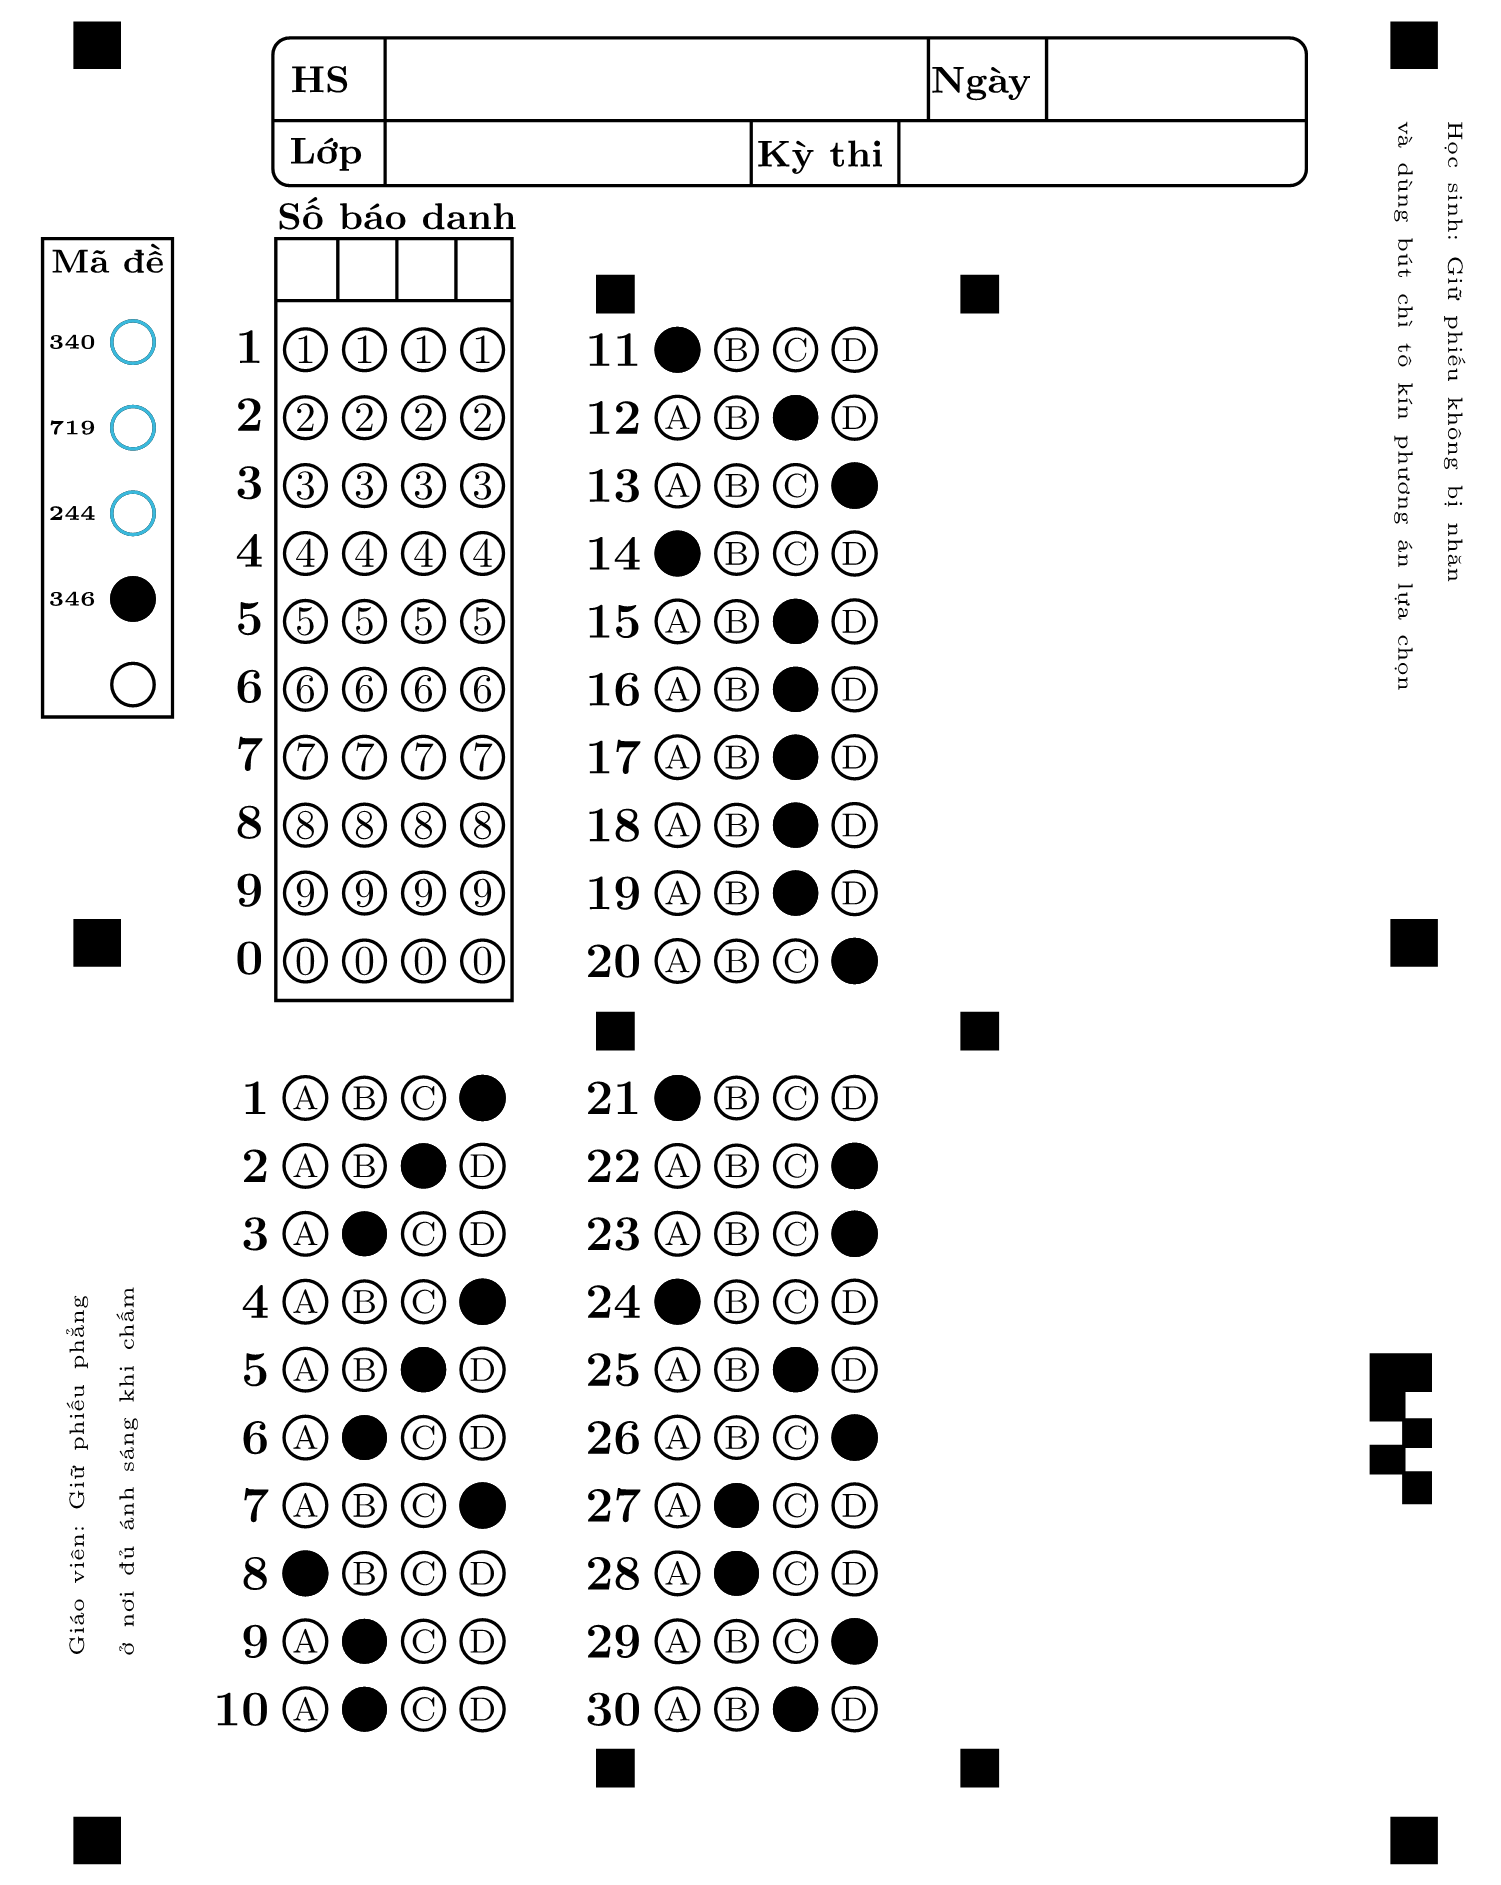 HS Ngày
Lớp Kỳ thi
Số báo danh
Mã đề
340
719
244
346
1 1 1 1 1
2 2 2 2 2
3 3 3 3 3
4 4 4 4 4
5 5 5 5 5
6 6 6 6 6
7 7 7 7 7
8 8 8 8 8
9 9 9 9 9
0 0 0 0 0
11 B C D
12 A B D
13 A B C
14 B C D
15 A B D
16 A B D
17 A B D
18 A B D
19 A B D
20 A B C
1 A B C
2 A B D
3 A C D
4 A B C
5 A B D
6 A C D
7 A B C
8 B C D
9 A C D
10 A C D
21 B C D
22 A B C
23 A B C
24 B C D
25 A B D
26 A B C
27 A C D
28 A C D
29 A B C
30 A B D
Học sinh: Giữ phiếu không bị nhăn
và dùng bút chì tô kín phương án lựa chọn
Giáo viên: Giữ phiếu phẳng
ở nơi đủ ánh sáng khi chấm